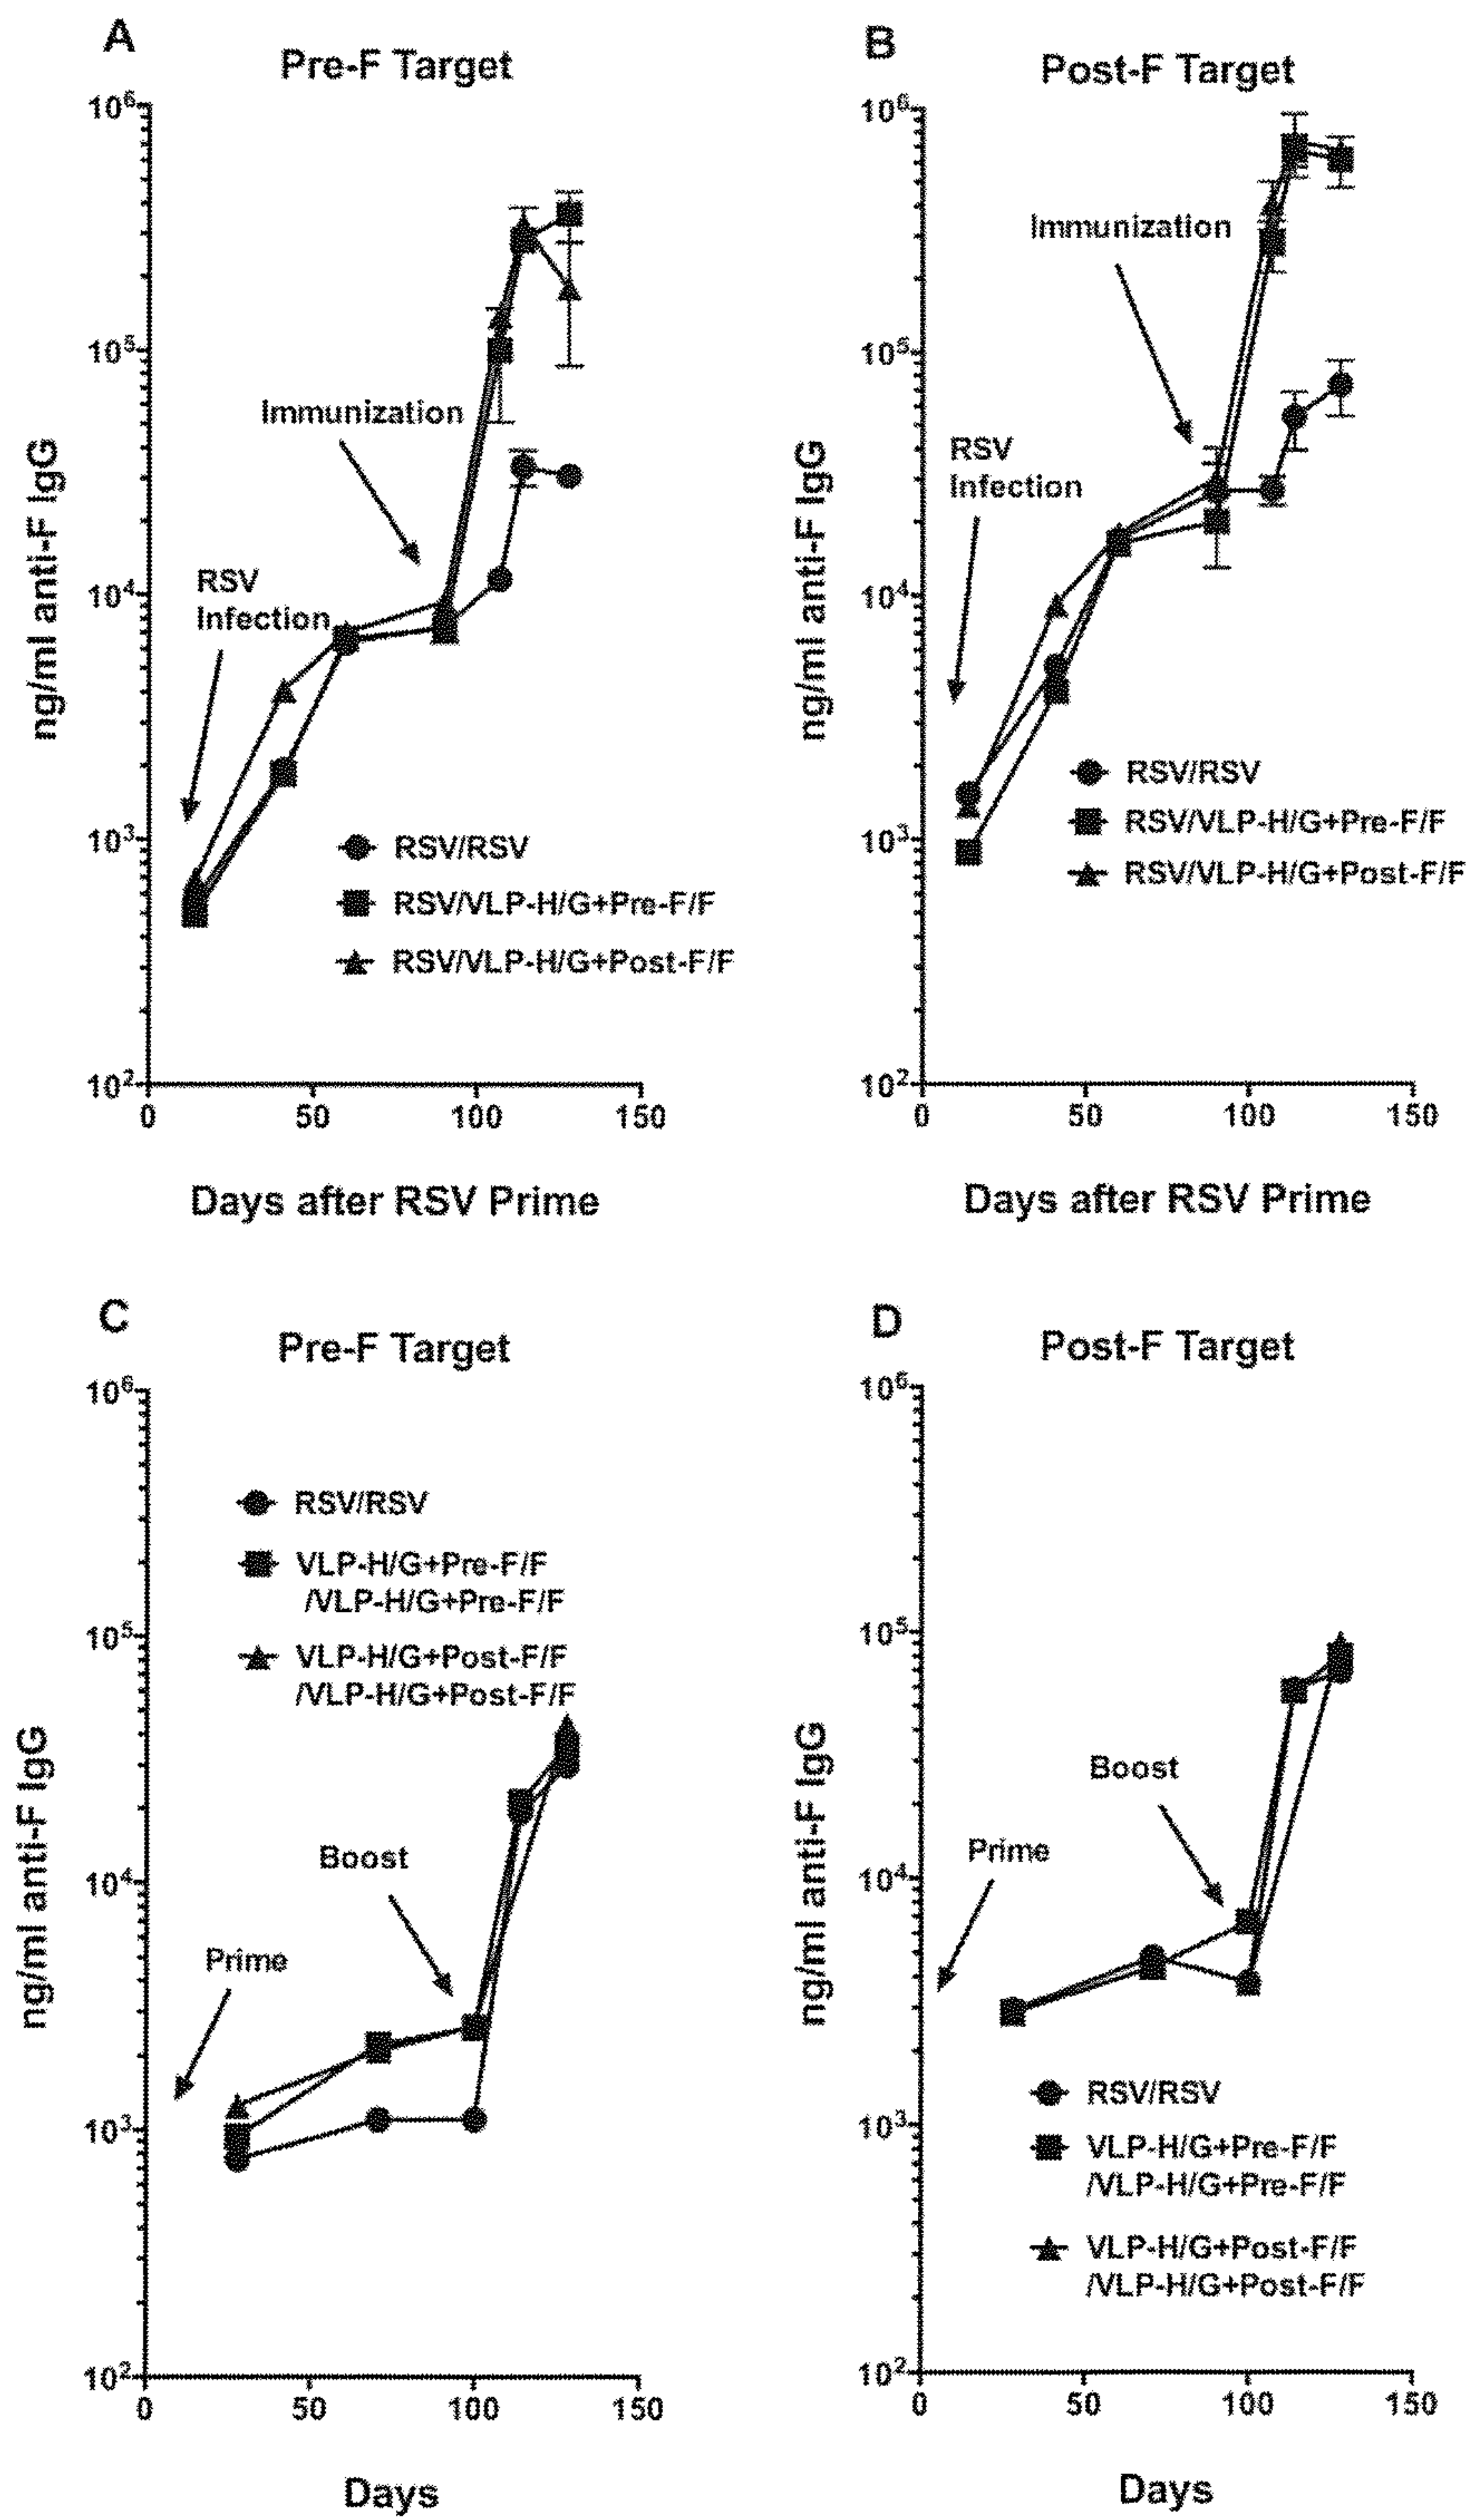 A
Pre-F Target
10⁶
10⁵
10⁴
10³
10²
ng/ml anti-F IgG
Immunization
RSV
Infection
RSV/RSV
RSV/VLP-H/G+Pre-F/F
RSV/VLP-H/G+Post-F/F
0 50 100 150
Days after RSV Prime
B
Post-F Target
10⁶
10⁵
10⁴
10³
10²
ng/ml anti-F IgG
Immunization
RSV
Infection
RSV/RSV
RSV/VLP-H/G+Pre-F/F
RSV/VLP-H/G+Post-F/F
0 50 100 150
Days after RSV Prime
C
Pre-F Target
10⁶
10⁵
10⁴
10³
10²
ng/ml anti-F IgG
RSV/RSV
VLP-H/G+Pre-F/F
/VLP-H/G+Pre-F/F
VLP-H/G+Post-F/F
/VLP-H/G+Post-F/F
Boost
Prime
0 50 100 150
Days
D
Post-F Target
10⁶
10⁵
10⁴
10³
10²
ng/ml anti-F IgG
Boost
Prime
RSV/RSV
VLP-H/G+Pre-F/F
/VLP-H/G+Pre-F/F
VLP-H/G+Post-F/F
/VLP-H/G+Post-F/F
0 50 100 150
Days